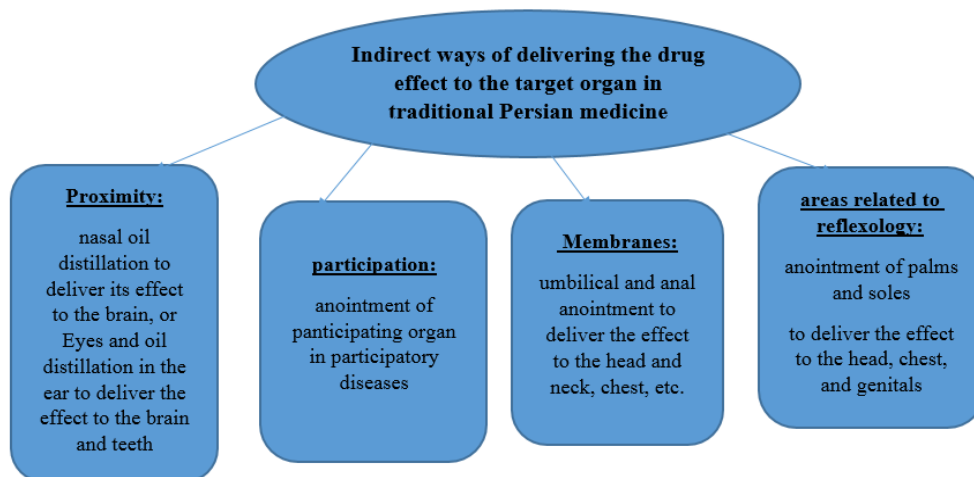 Indirect ways of delivering the drug
effect to the target organ in
traditional Persian medicine
Proximity:
nasal oil
distillation to
deliver its effect
to the brain, or
Eyes and oil
distillation in the
ear to deliver the
effect to the brain
and teeth
participation:
anointment of
panticipating organ
in participatory
diseases
Membranes:
umbilical and anal
anointment to
deliver the effect
to the head and
neck, chest, etc.
areas related to
reflexology:
anointment of palms
and soles
to deliver the effect
to the head, chest,
and genitals